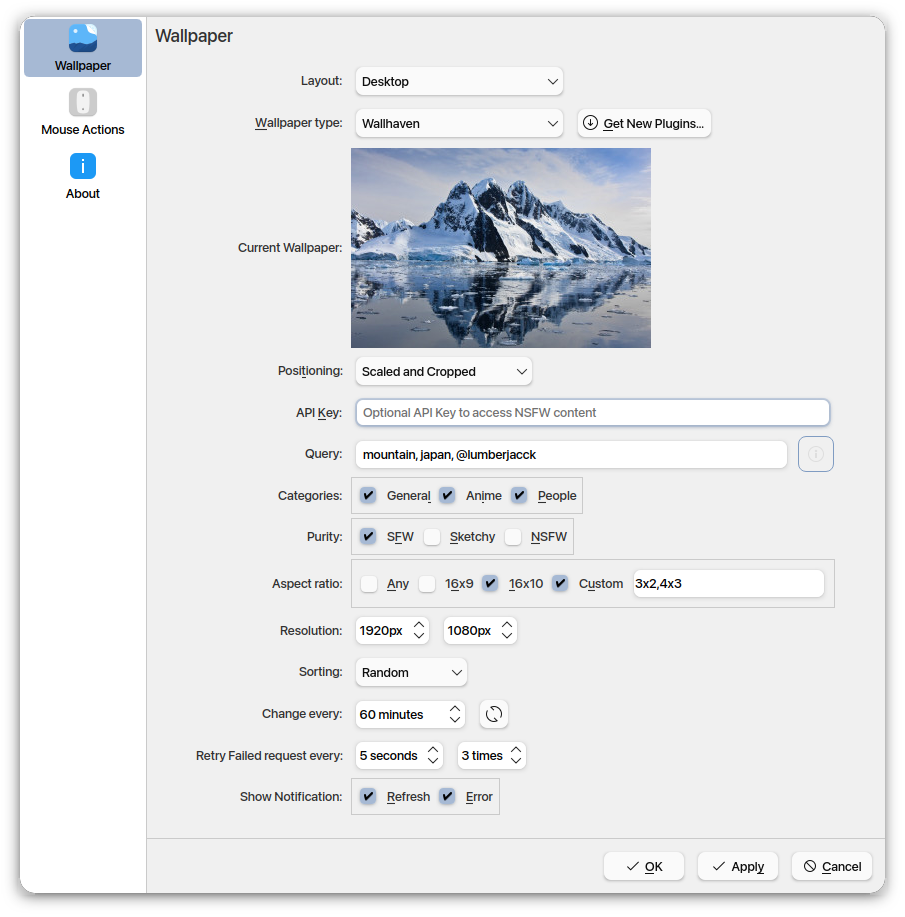 Wallpaper
Mouse Actions
About
Wallpaper
Layout: Desktop
Wallpaper type: Wallhaven Get New Plugins...
Current Wallpaper:
Positioning: Scaled and Cropped
API Key: Optional API Key to access NSFW content
Query: mountain, japan, @lumberjacck
Categories: General Anime People
Purity: SFW Sketchy NSFW
Aspect ratio: Any 16x9 16x10 Custom 3x2,4x3
Resolution: 1920px 1080px
Sorting: Random
Change every: 60 minutes
Retry Failed request every: 5 seconds 3 times
Show Notification: Refresh Error
OK Apply Cancel